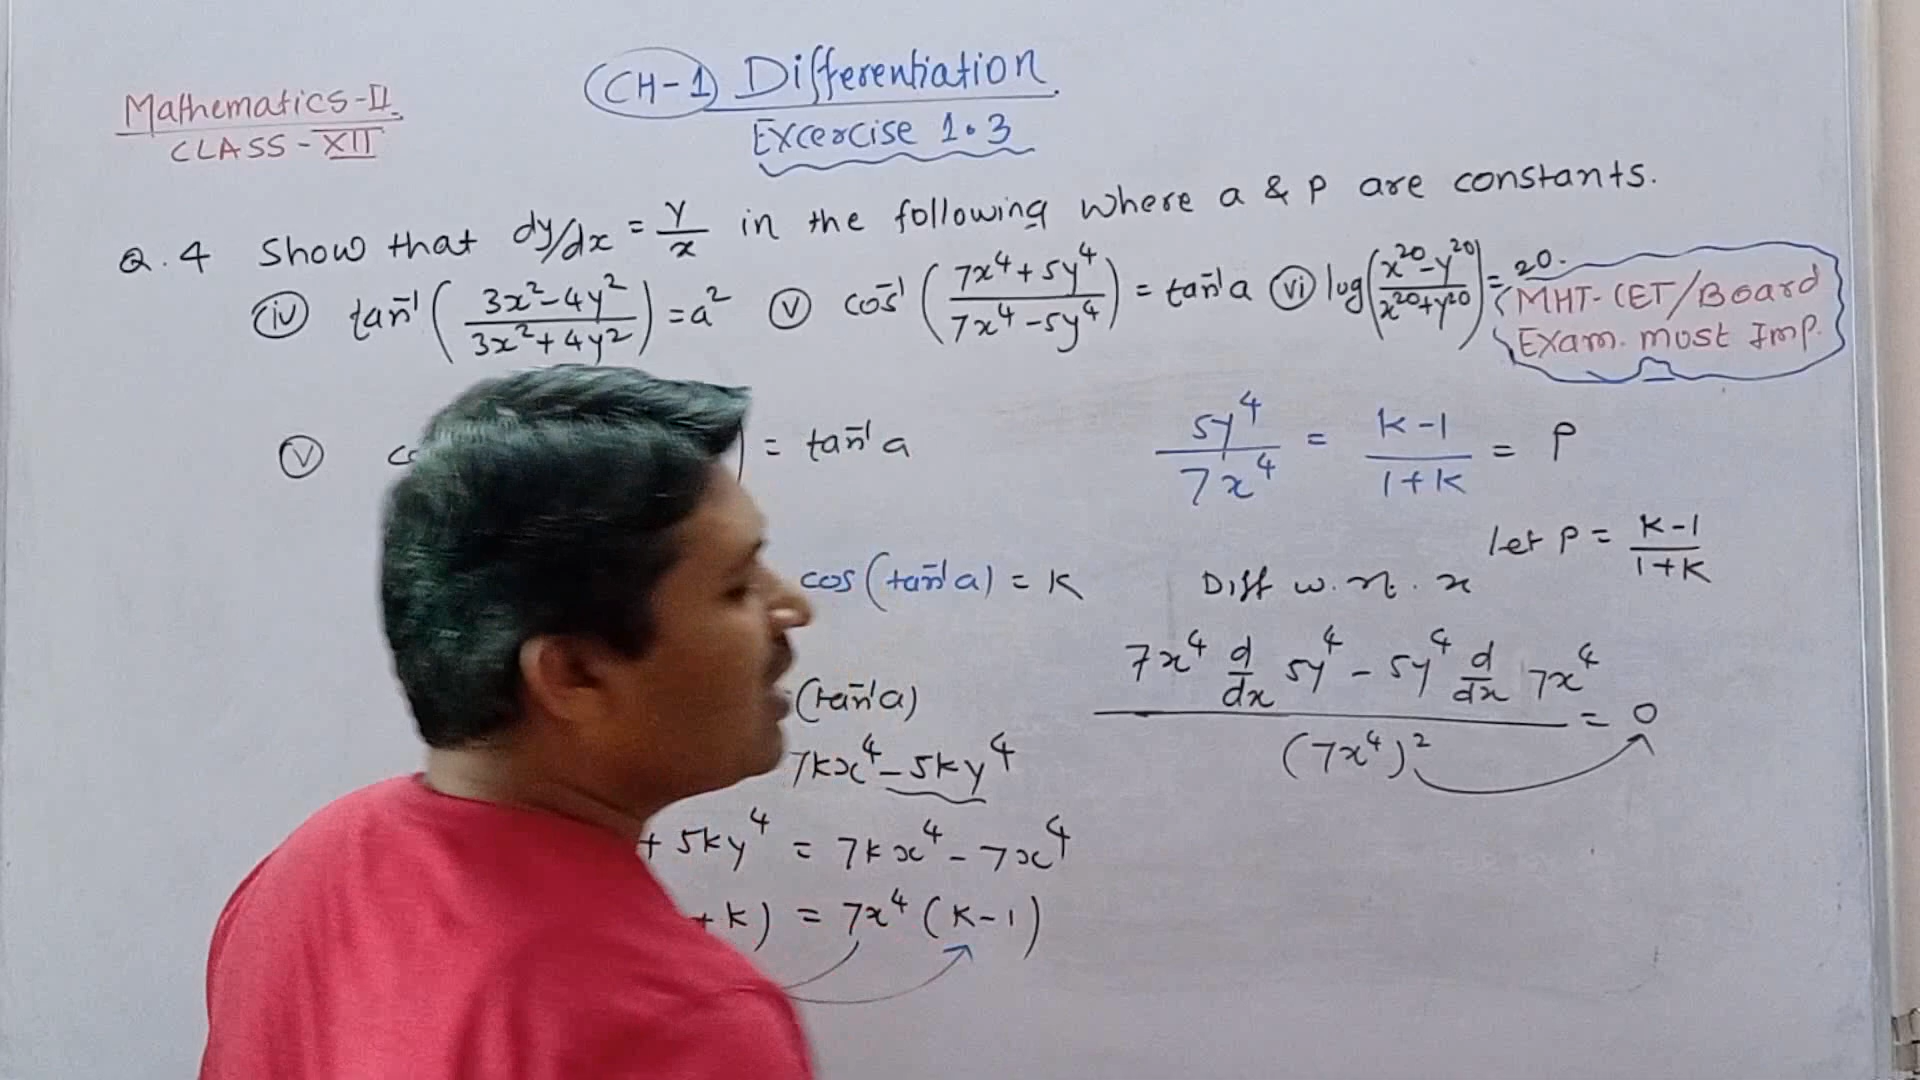 CH-1 Differentiation
Mathematics-II
CLASS-XII
Excercise 1.3
Q.4 Show that dy/dx = y/x in the following where a & p are constants.
(iv) tan⁻¹((3x²-4y²)/(3x²+4y²)) = a² (v) cos⁻¹((7x⁴+5y⁴)/(7x⁴-5y⁴)) = tan⁻¹a (vi) log((x²⁰-y²⁰)/(x²⁰+y²⁰)) = 20.
MHT-CET/Board
Exam. most Imp.
(v) ) = tan⁻¹a
cos(tan⁻¹a) = k
(tan⁻¹a)
7kx⁴-5ky⁴
+ 5ky⁴ = 7kx⁴ - 7x⁴
+k) = 7x⁴(k-1)
5y⁴/7x⁴ = (k-1)/(1+k) = P
let P = (k-1)/(1+k)
Diff w.r.t. x
(7x⁴ d/dx 5y⁴ - 5y⁴ d/dx 7x⁴)/(7x⁴)² = 0